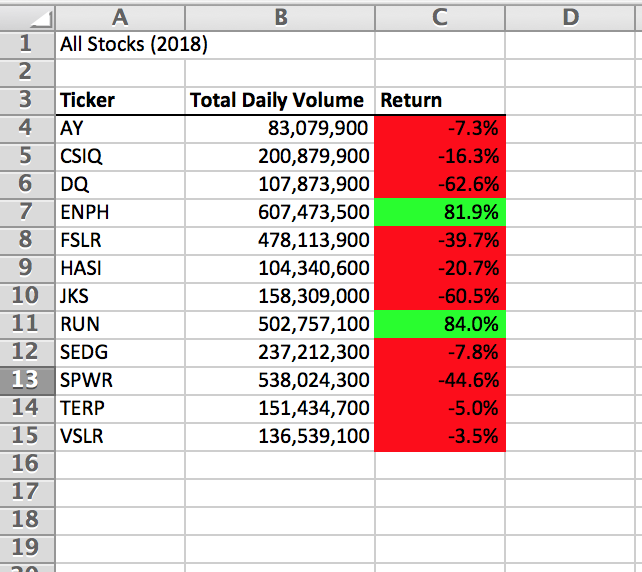 A B C D
1 All Stocks (2018)
2
3 Ticker Total Daily Volume Return
4 AY 83,079,900 -7.3%
5 CSIQ 200,879,900 -16.3%
6 DQ 107,873,900 -62.6%
7 ENPH 607,473,500 81.9%
8 FSLR 478,113,900 -39.7%
9 HASI 104,340,600 -20.7%
10 JKS 158,309,000 -60.5%
11 RUN 502,757,100 84.0%
12 SEDG 237,212,300 -7.8%
13 SPWR 538,024,300 -44.6%
14 TERP 151,434,700 -5.0%
15 VSLR 136,539,100 -3.5%
16
17
18
19
20